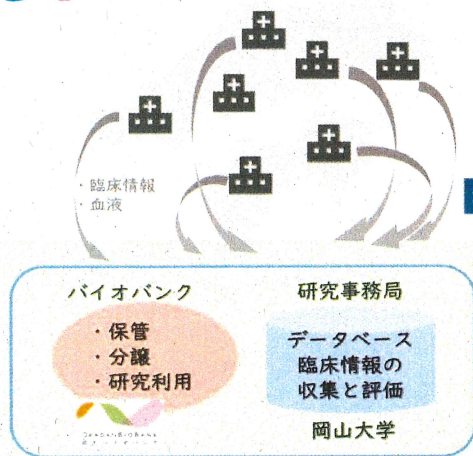 ・臨床情報
・血液
バイオバンク
・保管
・分譲
・研究利用
研究事務局
データベース
臨床情報の
収集と評価
岡山大学